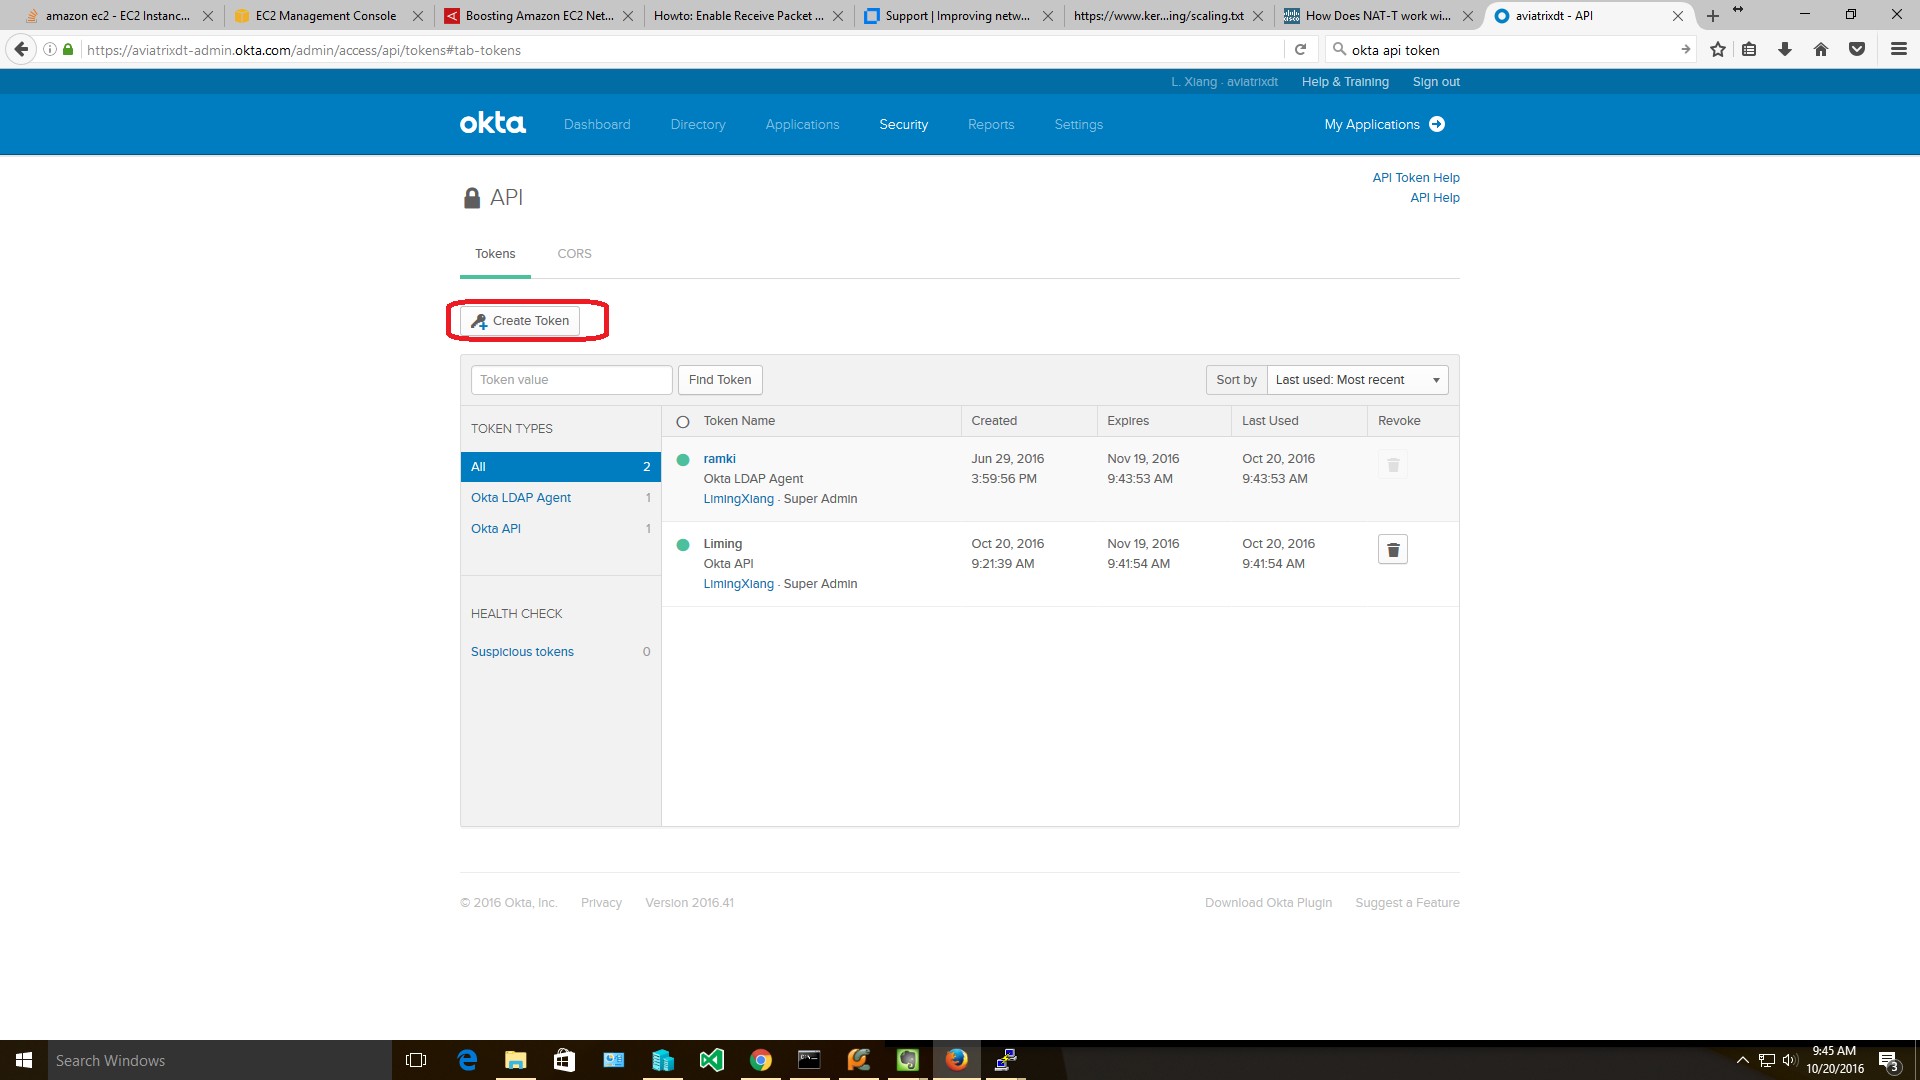 amazon ec2 - EC2 Instanc...
EC2 Management Console
Boosting Amazon EC2 Net...
Howto: Enable Receive Packet ...
Support | Improving netw...
https://www.ker...ing/scaling.txt
How Does NAT-T work wi...
aviatrixdt - API
https://aviatrixdt-admin.okta.com/admin/access/api/tokens#tab-tokens
okta api token
L. Xiang - aviatrixdt
Help & Training
Sign out
okta
Dashboard
Directory
Applications
Security
Reports
Settings
My Applications
API
API Token Help
API Help
Tokens
CORS
Create Token
Token value
Find Token
Sort by
Last used: Most recent
TOKEN TYPES
All 2
Okta LDAP Agent 1
Okta API 1
HEALTH CHECK
Suspicious tokens 0
Token Name Created Expires Last Used Revoke
ramki Jun 29, 2016 Nov 19, 2016 Oct 20, 2016
Okta LDAP Agent 3:59:56 PM 9:43:53 AM 9:43:53 AM
LimingXiang - Super Admin
Liming Oct 20, 2016 Nov 19, 2016 Oct 20, 2016
Okta API 9:21:39 AM 9:41:54 AM 9:41:54 AM
LimingXiang - Super Admin
© 2016 Okta, Inc. Privacy Version 2016.41
Download Okta Plugin Suggest a Feature
Search Windows
9:45 AM
10/20/2016
3